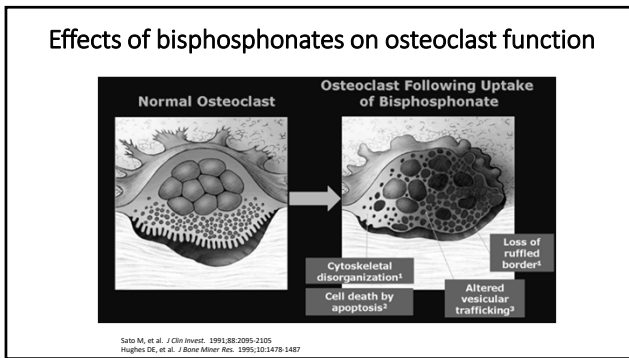 Effects of bisphosphonates on osteoclast function
Normal Osteoclast
Osteoclast Following Uptake
of Bisphosphonate
Loss of
ruffled
border¹
Cytoskeletal
disorganization¹
Altered
vesicular
trafficking³
Cell death by
apoptosis²
Sato M, et al. J Clin Invest. 1991;88:2095-2105
Hughes DE, et al. J Bone Miner Res. 1995;10:1478-1487